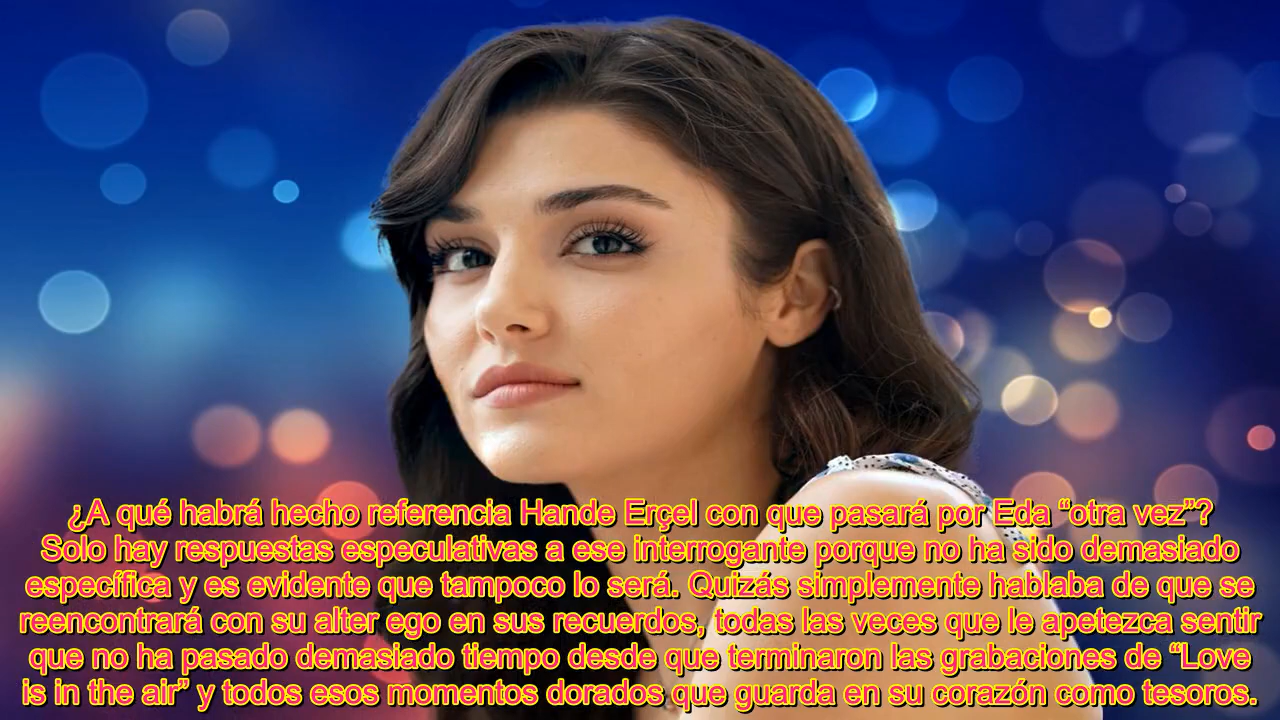 ¿A qué habrá hecho referencia Hande Erçel con que pasará por Eda “otra vez”?
Solo hay respuestas especulativas a ese interrogante porque no ha sido demasiado
específica y es evidente que tampoco lo será. Quizás simplemente hablaba de que se
reencontrará con su alter ego en sus recuerdos, todas las veces que le apetezca sentir
que no ha pasado demasiado tiempo desde que terminaron las grabaciones de “Love
is in the air” y todos esos momentos dorados que guarda en su corazón como tesoros.